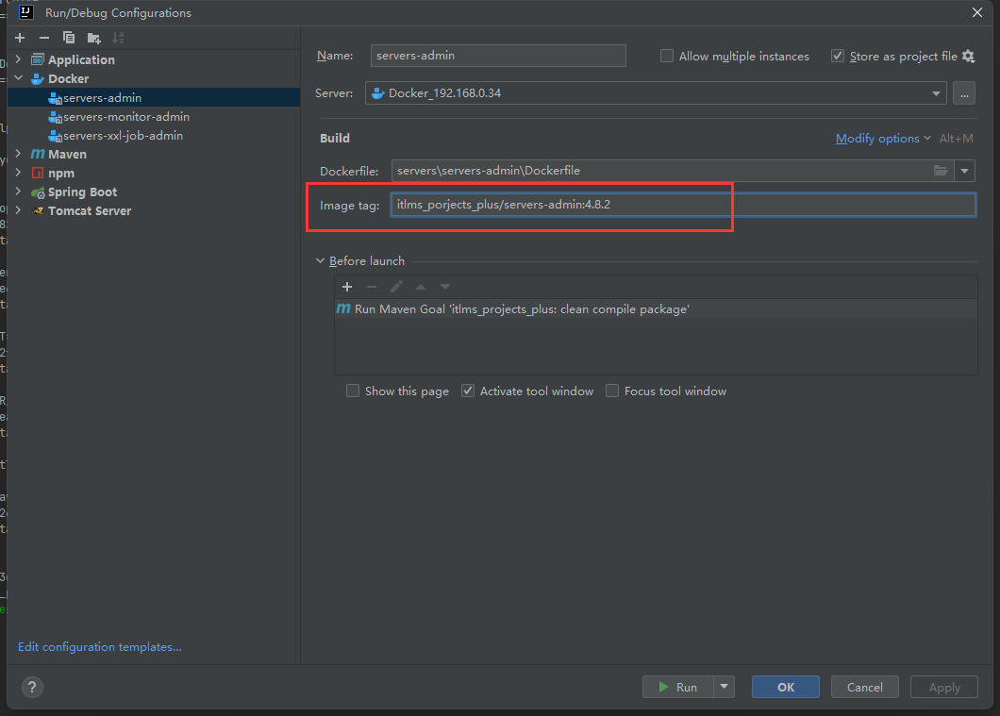 Run/Debug Configurations
Application
Docker
servers-admin
servers-monitor-admin
servers-xxl-job-admin
Maven
npm
Spring Boot
Tomcat Server
Edit configuration templates...
Name: servers-admin Allow multiple instances Store as project file
Server: Docker_192.168.0.34 ...
Build Modify options Alt+M
Dockerfile: servers\servers-admin\Dockerfile
Image tag: itlms_porjects_plus/servers-admin:4.8.2
Before launch
Run Maven Goal 'itlms_projects_plus: clean compile package'
Show this page Activate tool window Focus tool window
? Run OK Cancel Apply